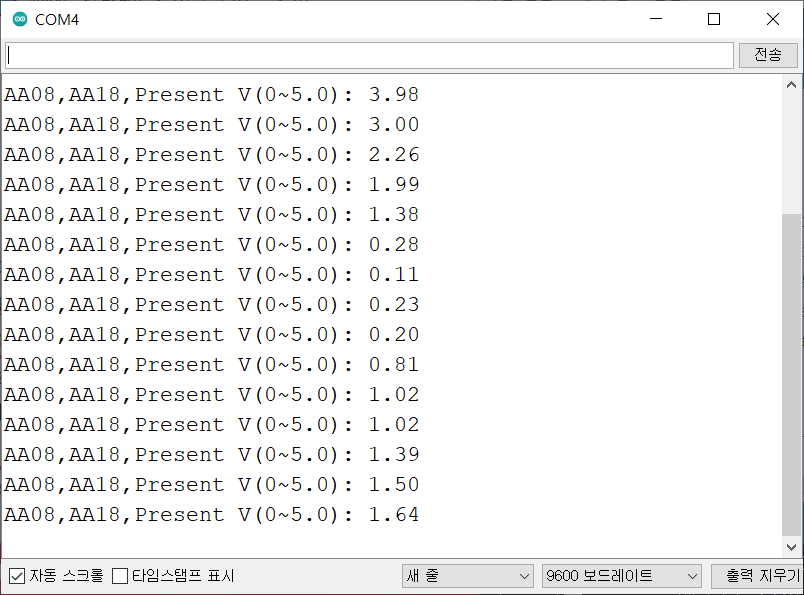 COM4
전송
AA08,AA18,Present V(0~5.0): 3.98
AA08,AA18,Present V(0~5.0): 3.00
AA08,AA18,Present V(0~5.0): 2.26
AA08,AA18,Present V(0~5.0): 1.99
AA08,AA18,Present V(0~5.0): 1.38
AA08,AA18,Present V(0~5.0): 0.28
AA08,AA18,Present V(0~5.0): 0.11
AA08,AA18,Present V(0~5.0): 0.23
AA08,AA18,Present V(0~5.0): 0.20
AA08,AA18,Present V(0~5.0): 0.81
AA08,AA18,Present V(0~5.0): 1.02
AA08,AA18,Present V(0~5.0): 1.02
AA08,AA18,Present V(0~5.0): 1.39
AA08,AA18,Present V(0~5.0): 1.50
AA08,AA18,Present V(0~5.0): 1.64
자동 스크롤 타임스탬프 표시 새 줄 9600 보드레이트 출력 지우기